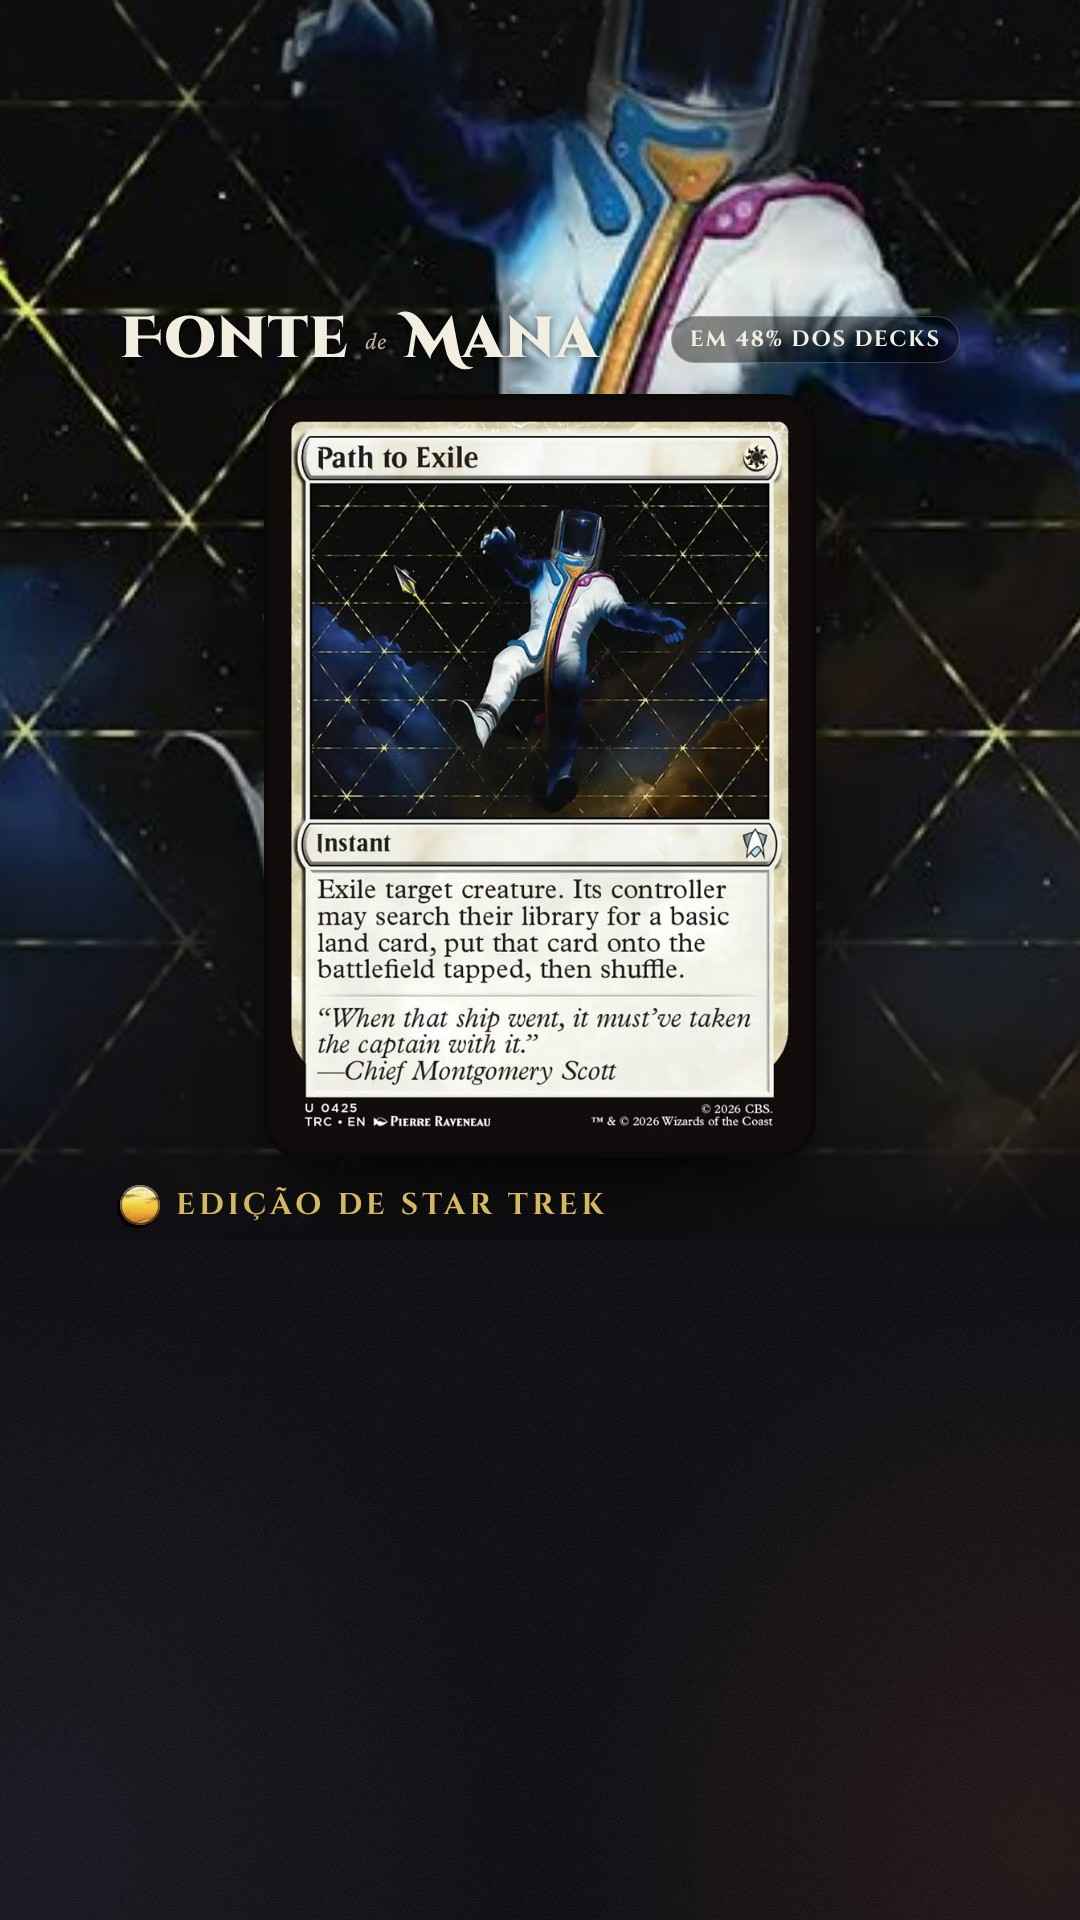 FONTE de MANA
EM 48% DOS DECKS
Path to Exile
Instant
Exile target creature. Its controller
may search their library for a basic
land card, put that card onto the
battlefield tapped, then shuffle.
“When that ship went, it must’ve taken
the captain with it.”
—Chief Montgomery Scott
U 0425
TRC • EN PIERRE RAVENEAU
© 2026 CBS.
™ & © 2026 Wizards of the Coast
EDIÇÃO DE STAR TREK